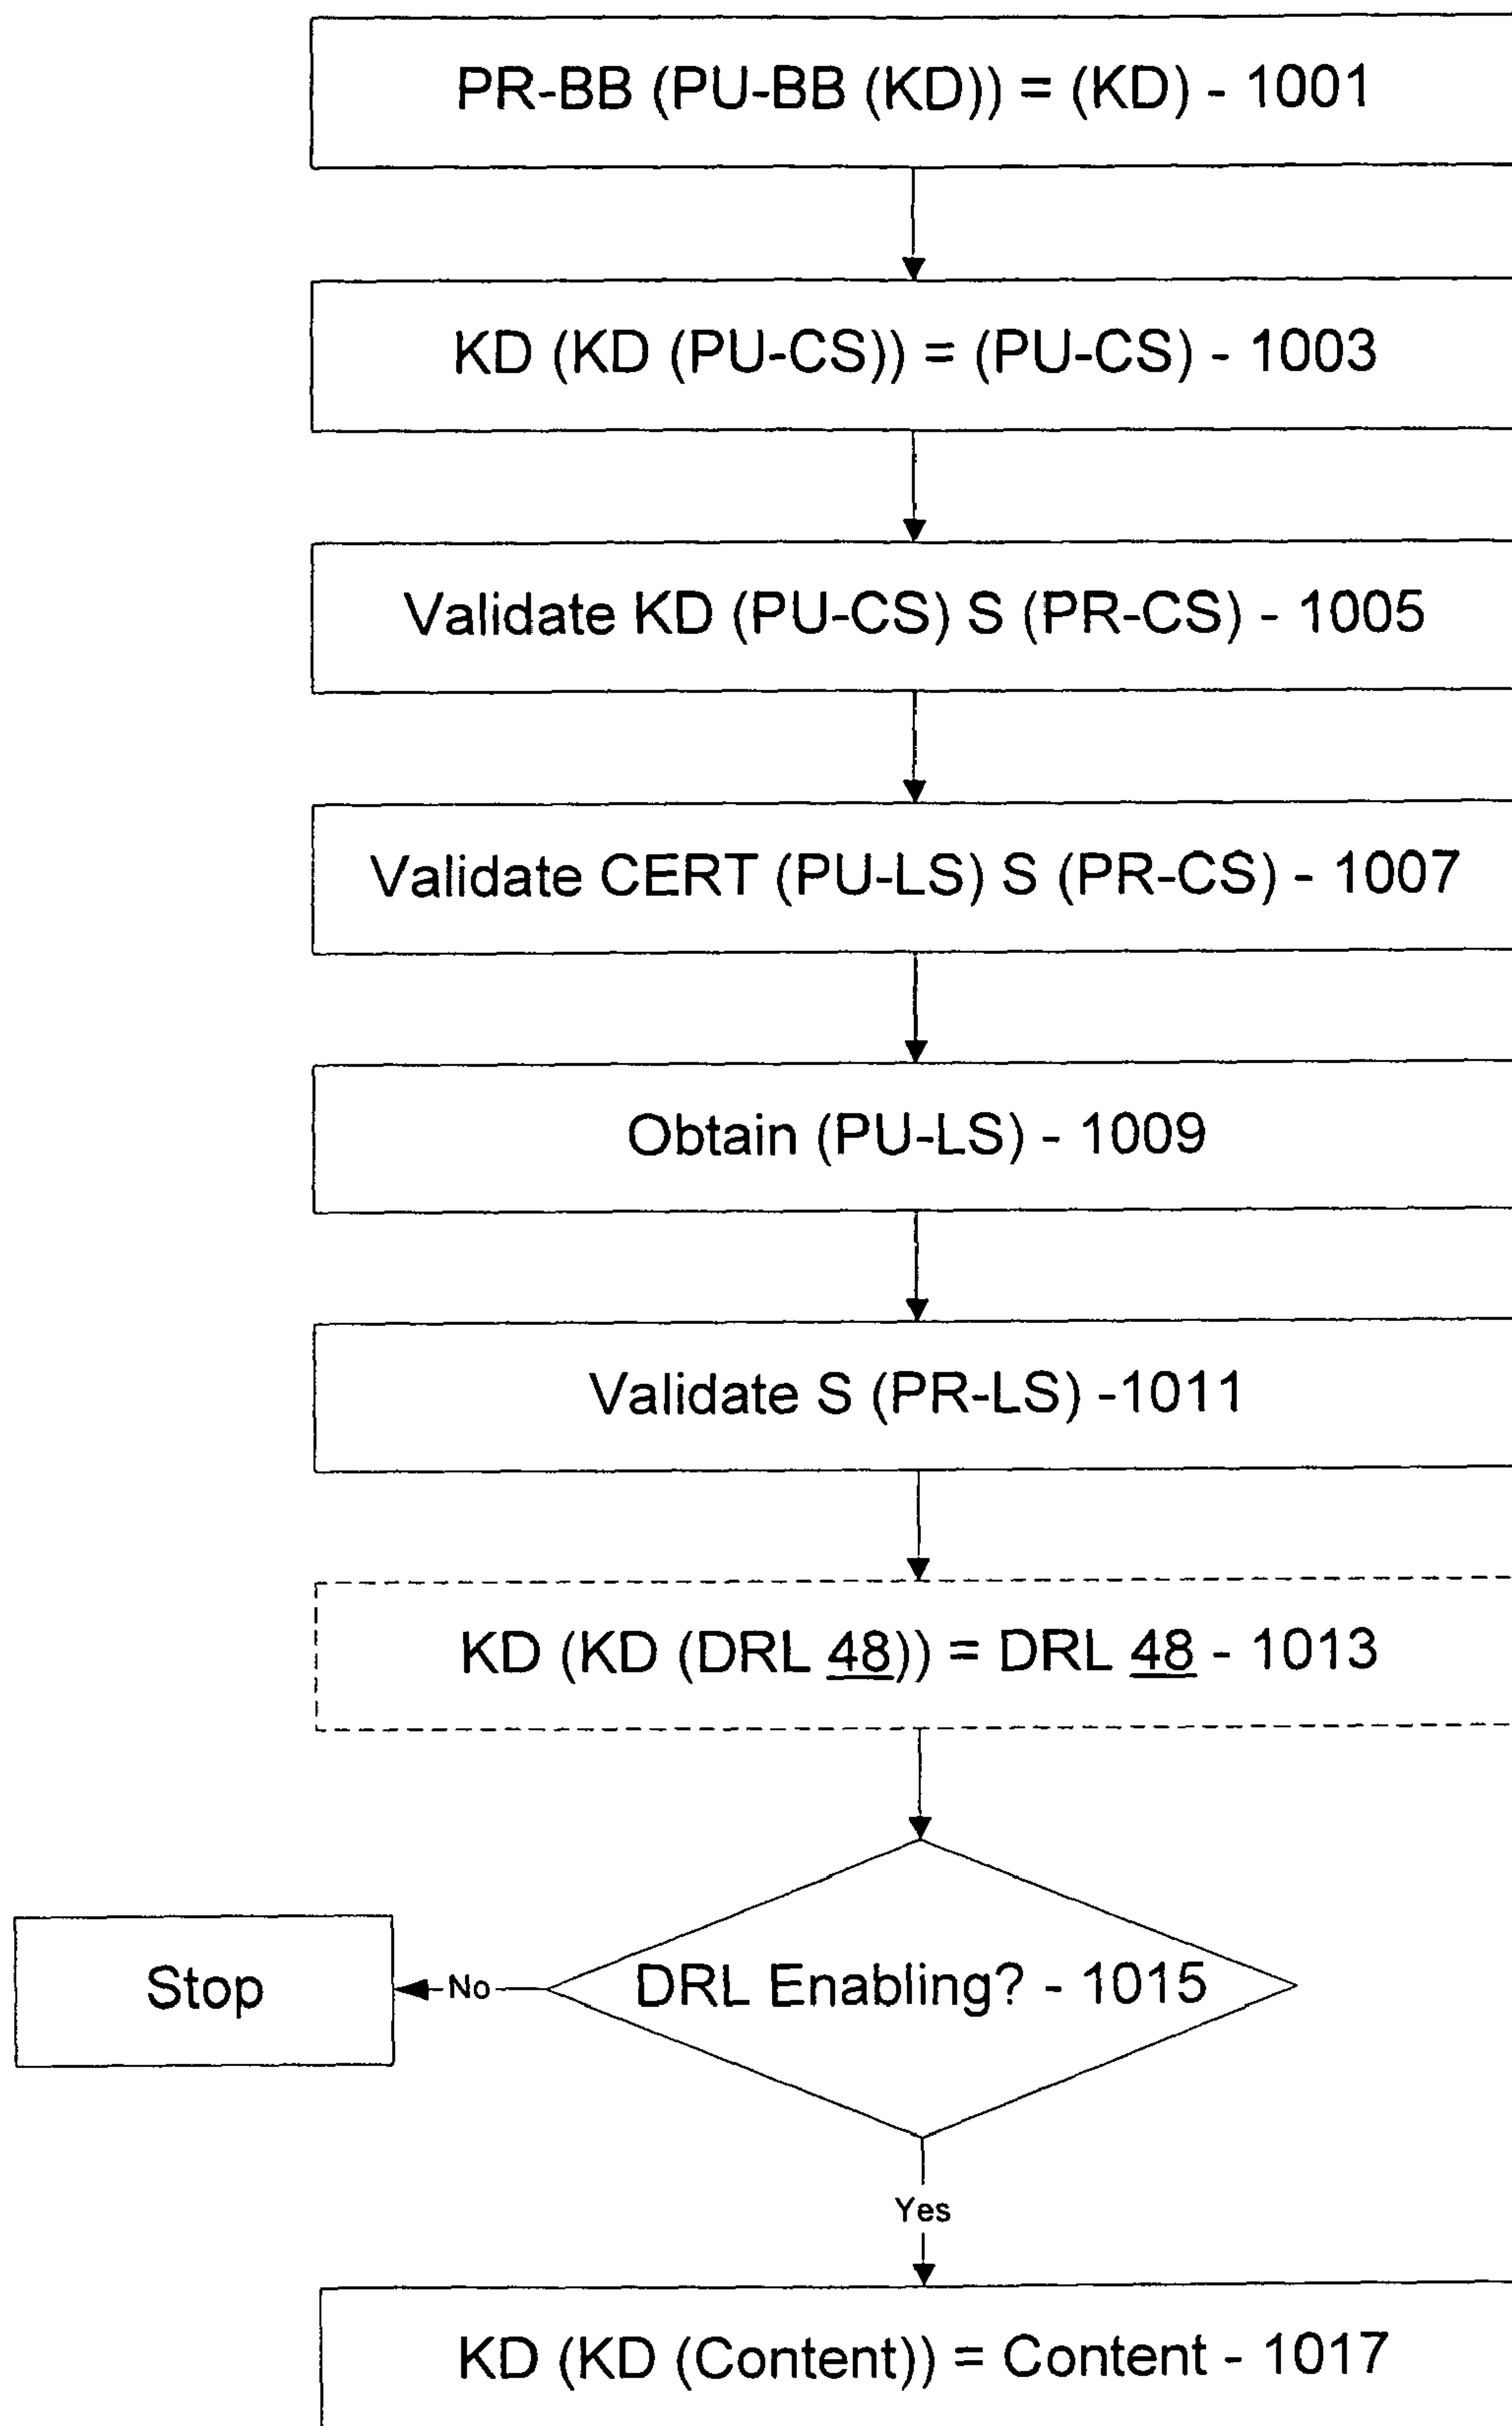 PR-BB (PU-BB (KD)) = (KD) - 1001
KD (KD (PU-CS)) = (PU-CS) - 1003
Validate KD (PU-CS) S (PR-CS) - 1005
Validate CERT (PU-LS) S (PR-CS) - 1007
Obtain (PU-LS) - 1009
Validate S (PR-LS) -1011
KD (KD (DRL 48)) = DRL 48 - 1013
DRL Enabling? - 1015
No
Stop
Yes
KD (KD (Content)) = Content - 1017